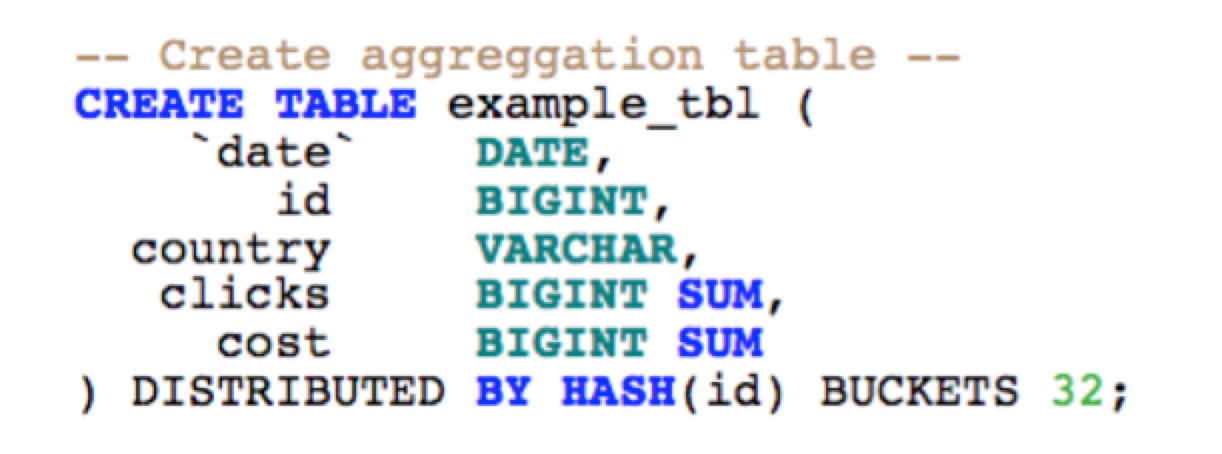 -- Create aggreggation table --
CREATE TABLE example_tbl (
`date` DATE,
id BIGINT,
country VARCHAR,
clicks BIGINT SUM,
cost BIGINT SUM
) DISTRIBUTED BY HASH(id) BUCKETS 32;